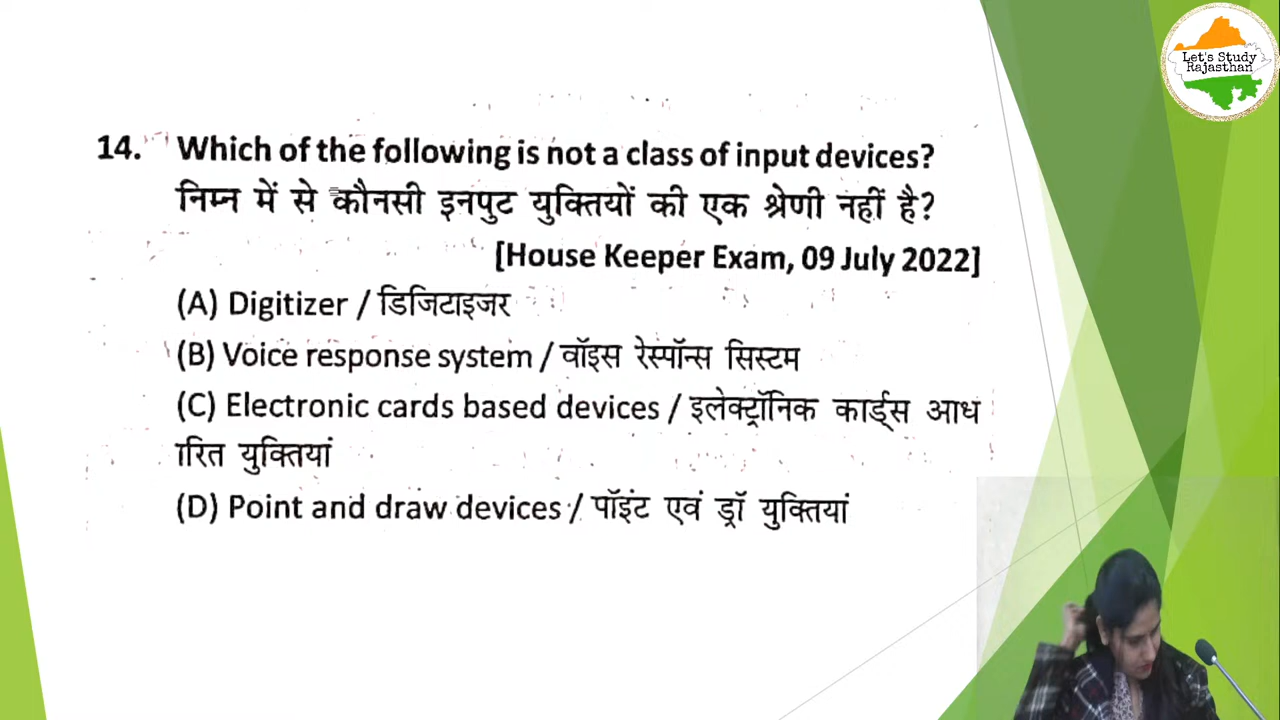 Let's Study
Rajasthan
14. Which of the following is not a class of input devices?
निम्न में से कौनसी इनपुट युक्तियों की एक श्रेणी नहीं है?
[House Keeper Exam, 09 July 2022]
(A) Digitizer / डिजिटाइजर
(B) Voice response system / वॉइस रेस्पॉन्स सिस्टम
(C) Electronic cards based devices / इलेक्ट्रॉनिक कार्ड्स आध
ारित युक्तियां
(D) Point and draw devices / पॉइंट एवं ड्रॉ युक्तियां